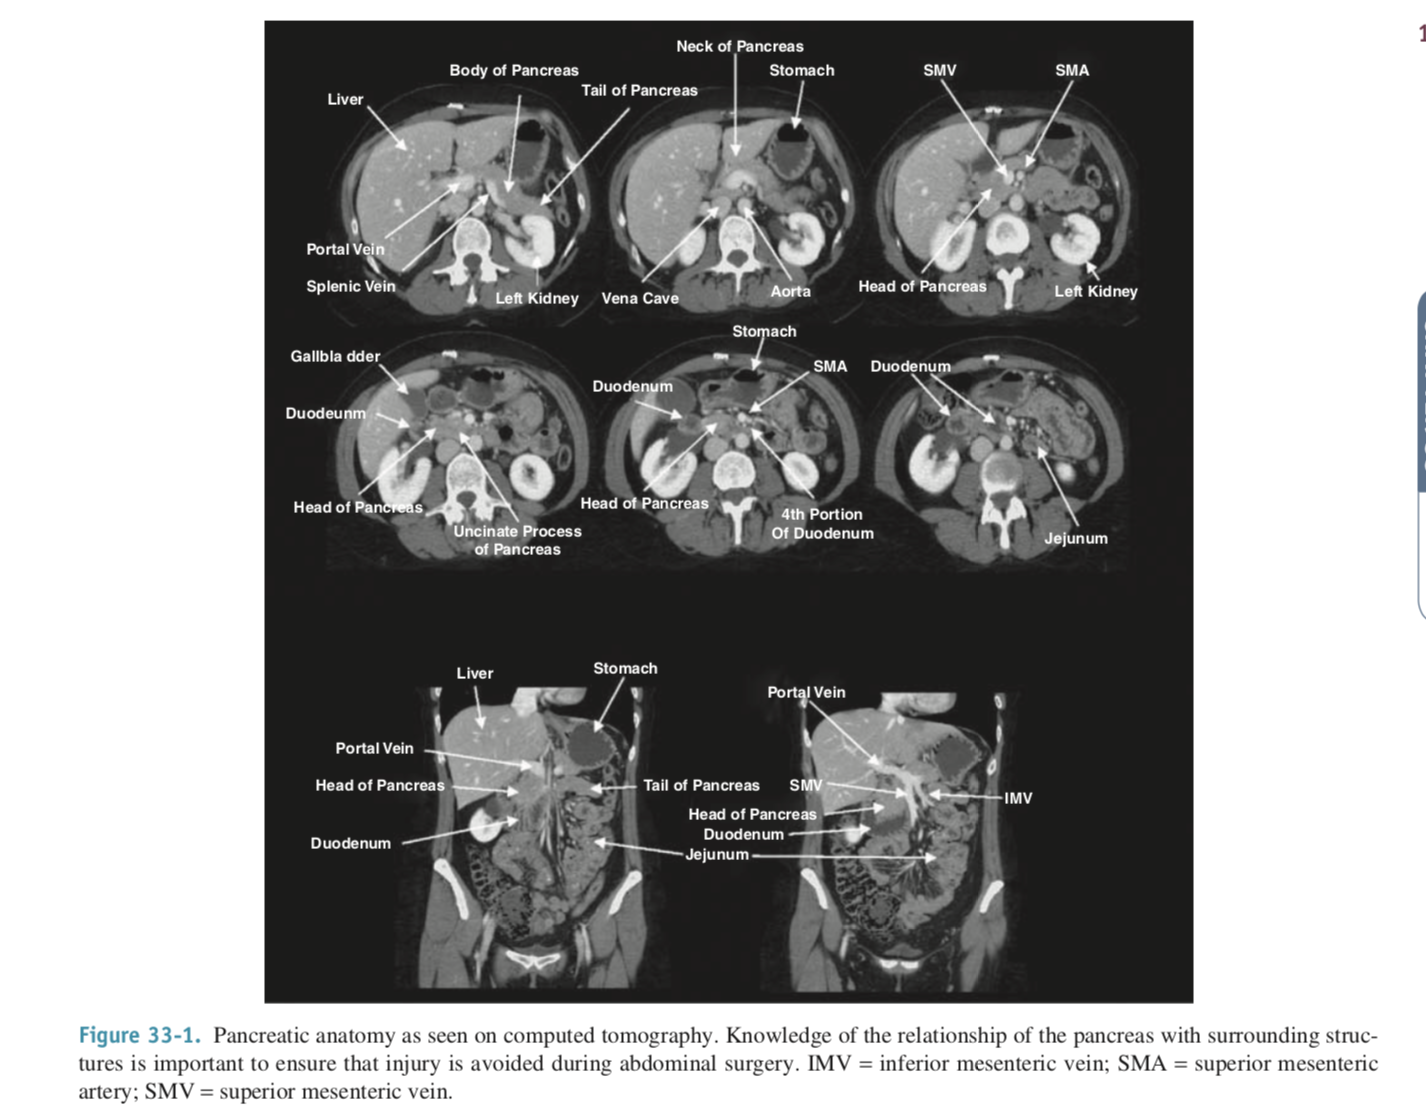 Neck of Pancreas
Body of Pancreas
Stomach
SMV
SMA
Tail of Pancreas
Liver
Portal Vein
Splenic Vein
Left Kidney
Vena Cave
Aorta
Head of Pancreas
Left Kidney
Stomach
Gallbla dder
SMA
Duodenum
Duodenum
Duodeunm
Head of Pancreas
Head of Pancreas
4th Portion
Of Duodenum
Uncinate Process
of Pancreas
Jejunum
Liver
Stomach
Portal Vein
Portal Vein
Head of Pancreas
Tail of Pancreas
SMV
IMV
Head of Pancreas
Duodenum
Duodenum
Jejunum
Figure 33-1. Pancreatic anatomy as seen on computed tomography. Knowledge of the relationship of the pancreas with surrounding struc-
tures is important to ensure that injury is avoided during abdominal surgery. IMV = inferior mesenteric vein; SMA = superior mesenteric
artery; SMV = superior mesenteric vein.